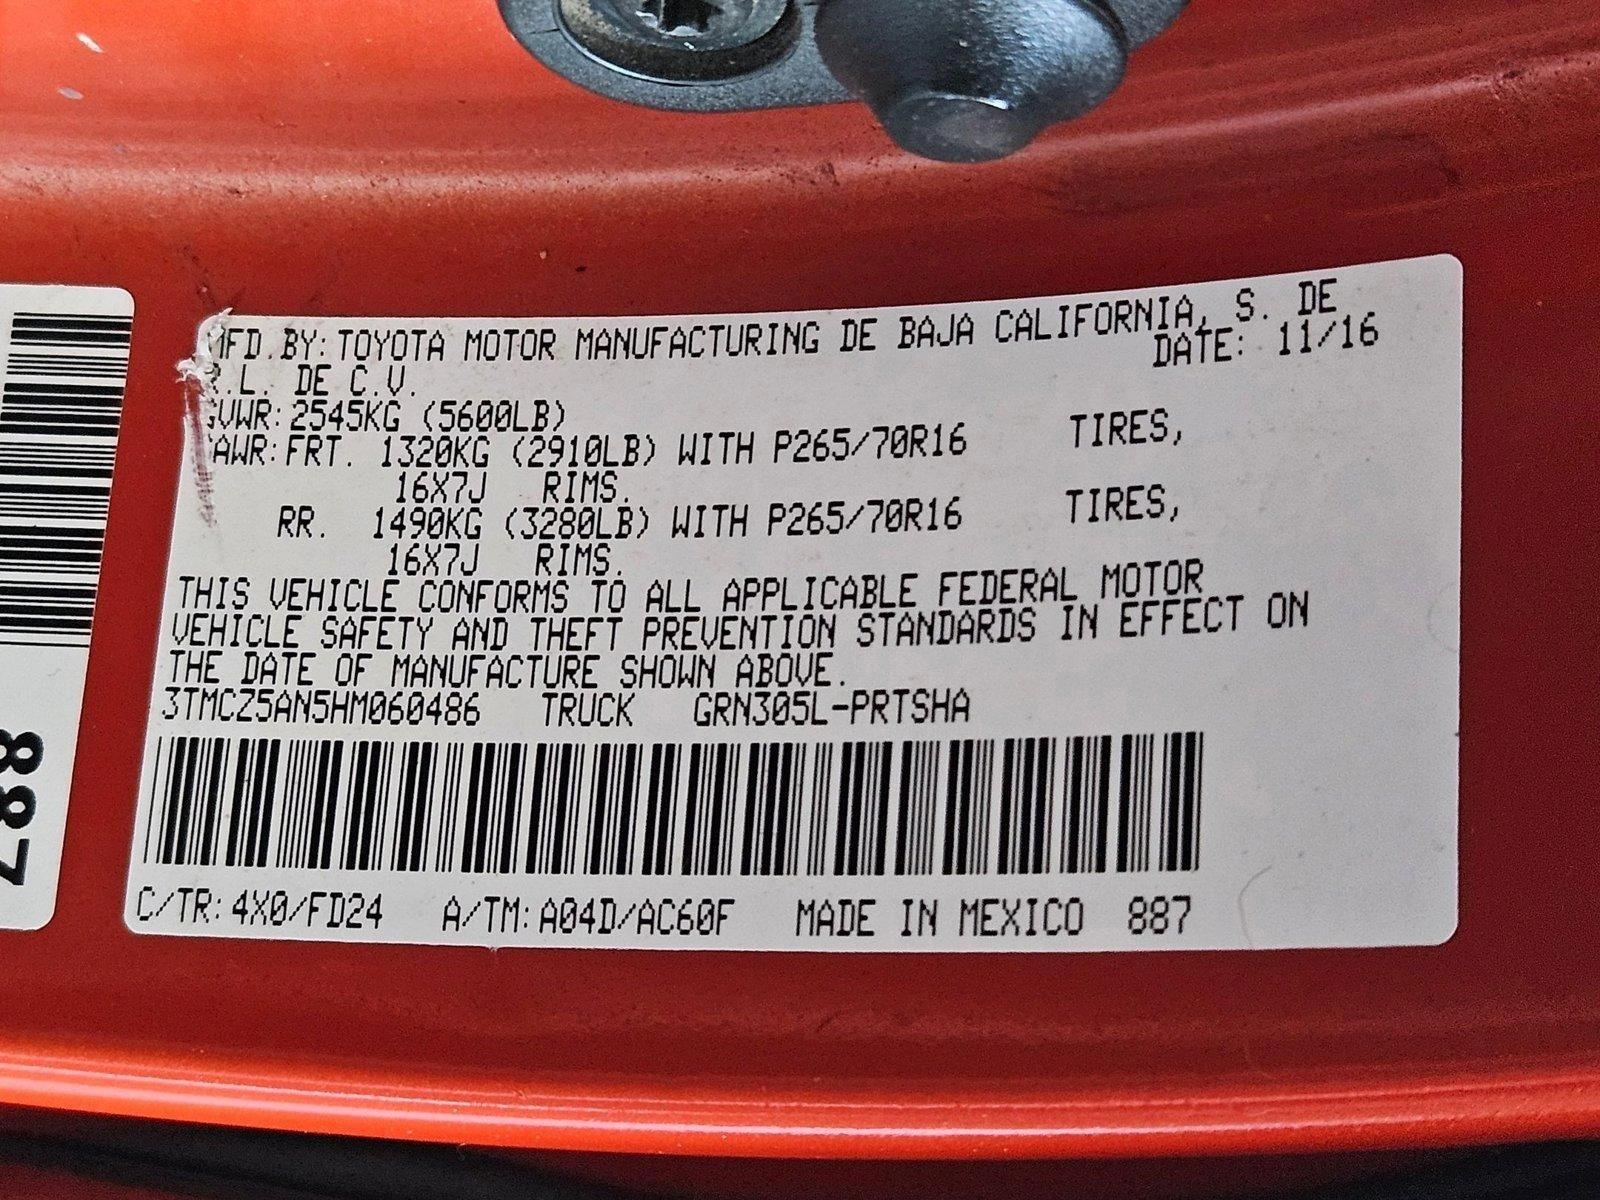 MFD.BY: TOYOTA MOTOR MANUFACTURING DE BAJA CALIFORNIA, S. DE
R.L. DE C.V. DATE: 11/16
GVWR: 2545KG (5600LB)
GAWR: FRT. 1320KG (2910LB) WITH P265/70R16 TIRES,
16X7J RIMS.
RR. 1490KG (3280LB) WITH P265/70R16 TIRES,
16X7J RIMS.
THIS VEHICLE CONFORMS TO ALL APPLICABLE FEDERAL MOTOR
VEHICLE SAFETY AND THEFT PREVENTION STANDARDS IN EFFECT ON
THE DATE OF MANUFACTURE SHOWN ABOVE.
3TMCZ5AN5HM060486 TRUCK GRN305L-PRTSHA
C/TR: 4X0/FD24 A/TM: A04D/AC60F MADE IN MEXICO 887
887